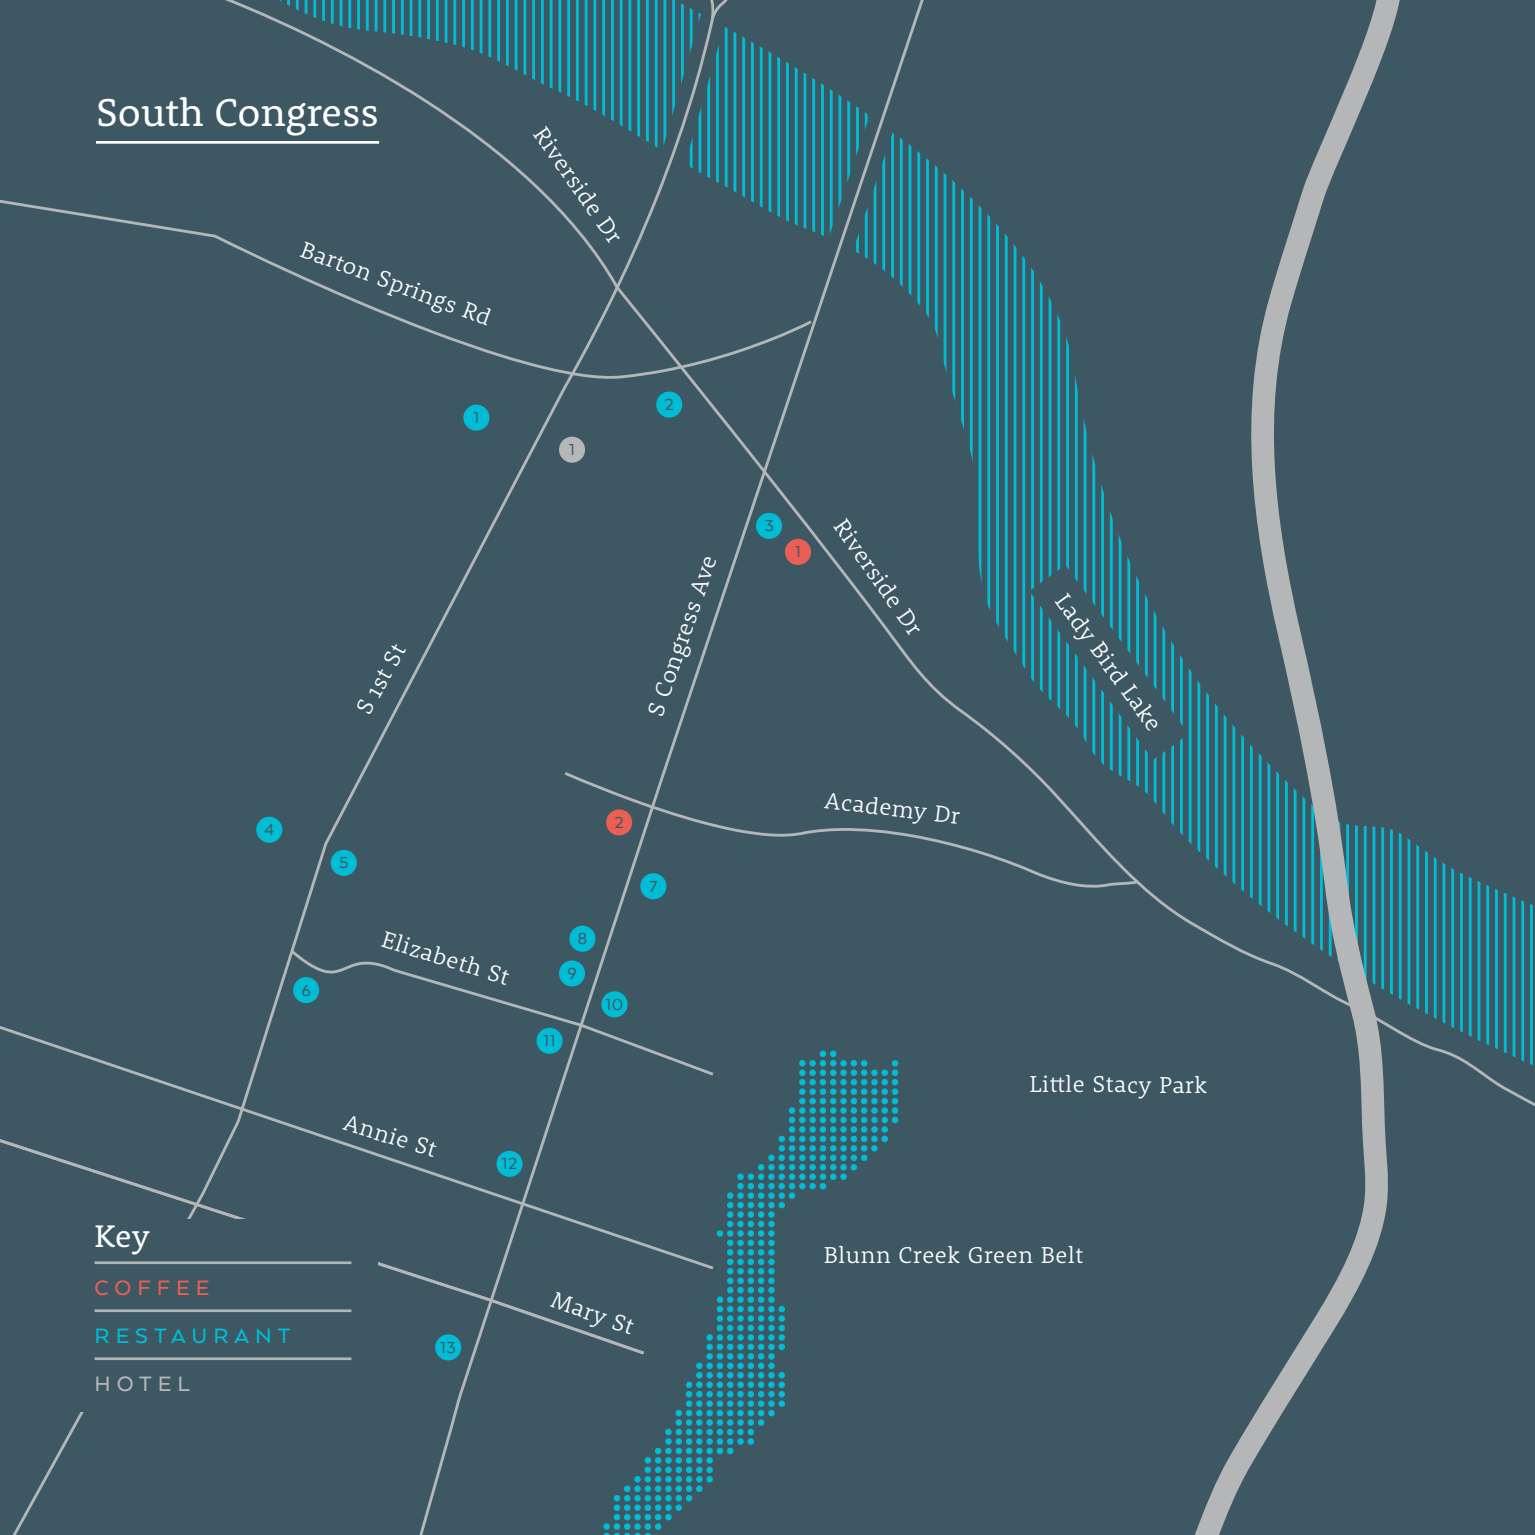 South Congress
Riverside Dr
Barton Springs Rd
1
2
1
3
1
Riverside Dr
S Congress Ave
Lady Bird Lake
S 1st St
Academy Dr
2
4
5
7
Elizabeth St
8
9
6
10
11
Little Stacy Park
Annie St
12
Blunn Creek Green Belt
Mary St
13
Key
COFFEE
RESTAURANT
HOTEL